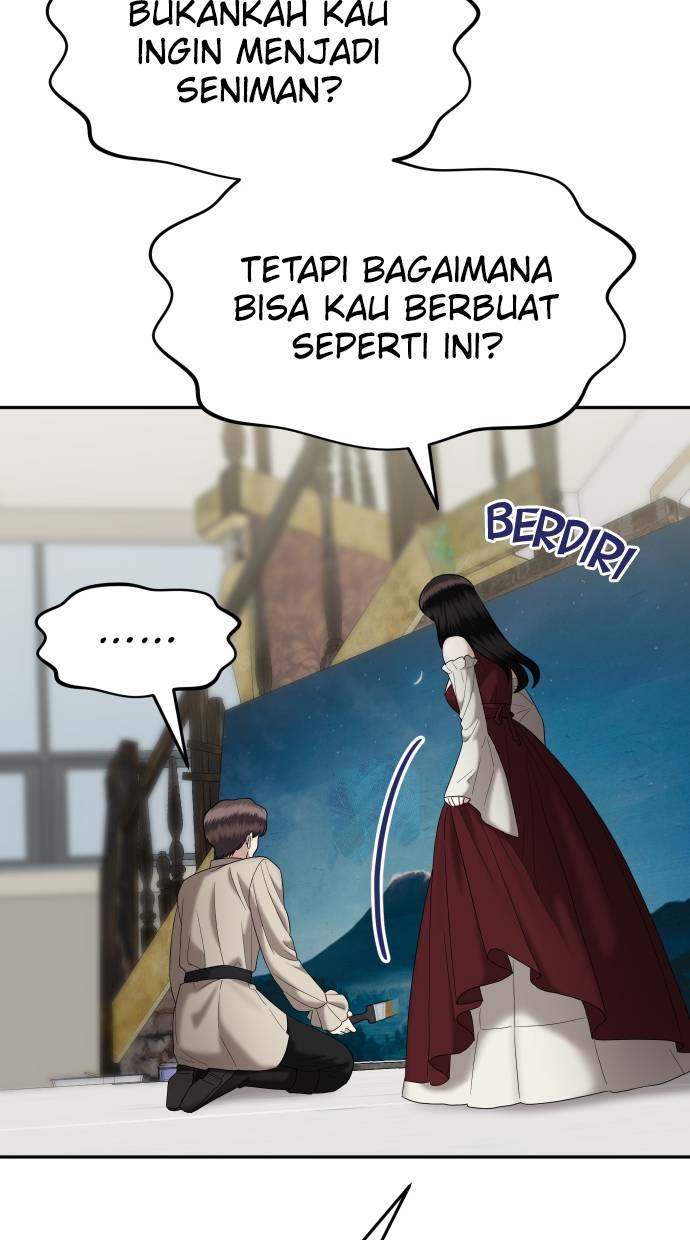 BUKANKAH KAU
INGIN MENJADI
SENIMAN?
TETAPI BAGAIMANA
BISA KAU BERBUAT
SEPERTI INI?
BERDIRI
......